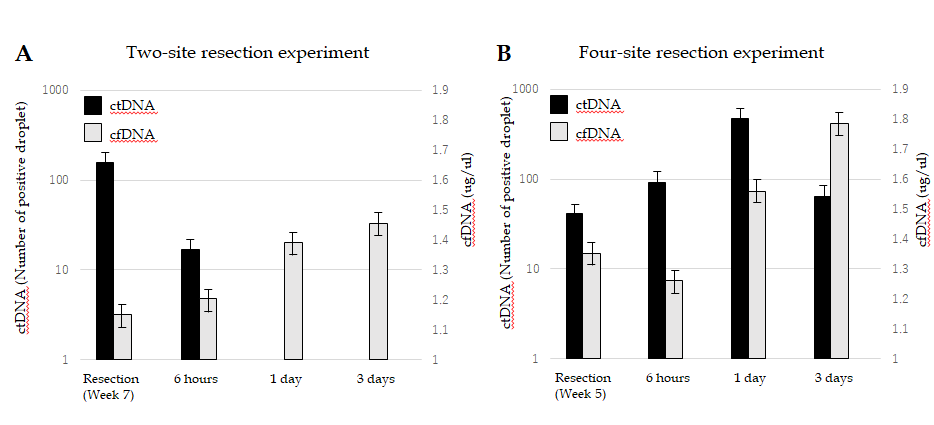 A
Two-site resection experiment
ctDNA (Number of positive droplet)
1000
100
10
1
ctDNA
cfDNA
1.9
1.8
1.7
1.6
1.5
1.4
1.3
1.2
1.1
1
cfDNA (ug/ul)
Resection
(Week 7)
6 hours
1 day
3 days
B
Four-site resection experiment
ctDNA (Number of positive droplet)
1000
100
10
1
ctDNA
cfDNA
1.9
1.8
1.7
1.6
1.5
1.4
1.3
1.2
1.1
1
cfDNA (ug/ul)
Resection
(Week 5)
6 hours
1 day
3 days